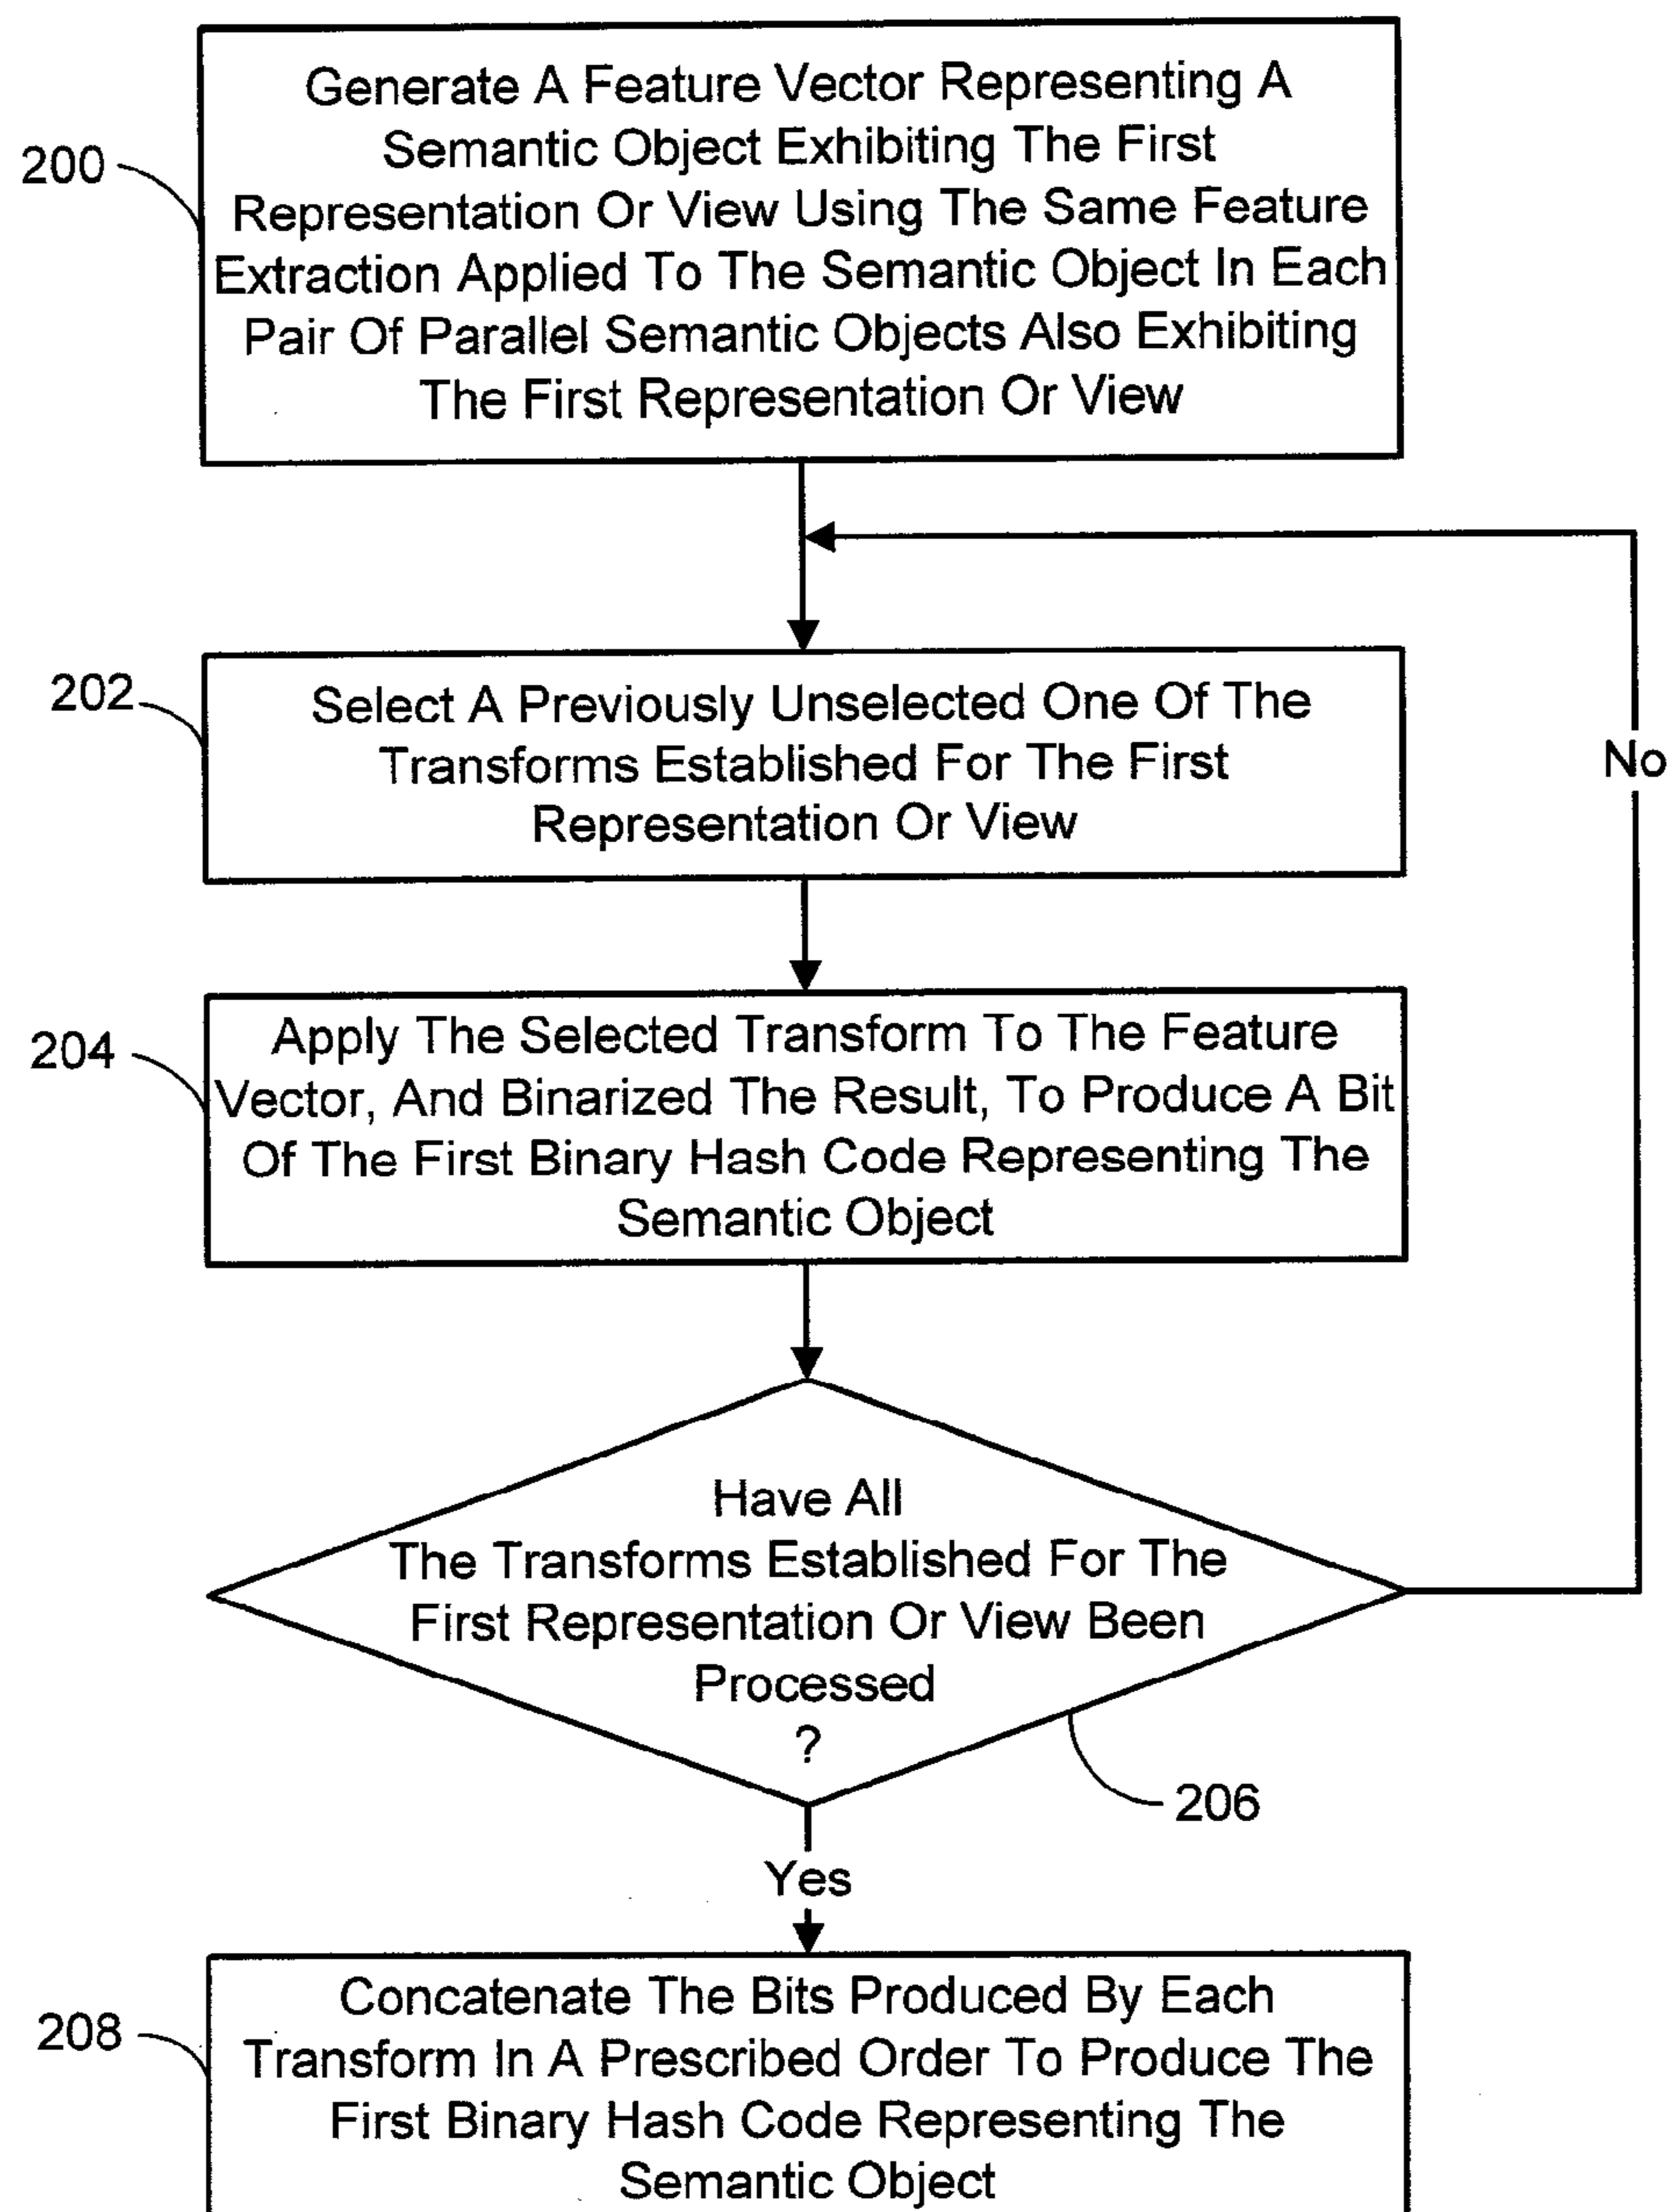 Generate A Feature Vector Representing A
Semantic Object Exhibiting The First
Representation Or View Using The Same Feature
Extraction Applied To The Semantic Object In Each
Pair Of Parallel Semantic Objects Also Exhibiting
The First Representation Or View
200
Select A Previously Unselected One Of The
Transforms Established For The First
Representation Or View
202
No
Apply The Selected Transform To The Feature
Vector, And Binarized The Result, To Produce A Bit
Of The First Binary Hash Code Representing The
Semantic Object
204
Have All
The Transforms Established For The
First Representation Or View Been
Processed
?
206
Yes
Concatenate The Bits Produced By Each
Transform In A Prescribed Order To Produce The
First Binary Hash Code Representing The
Semantic Object
208